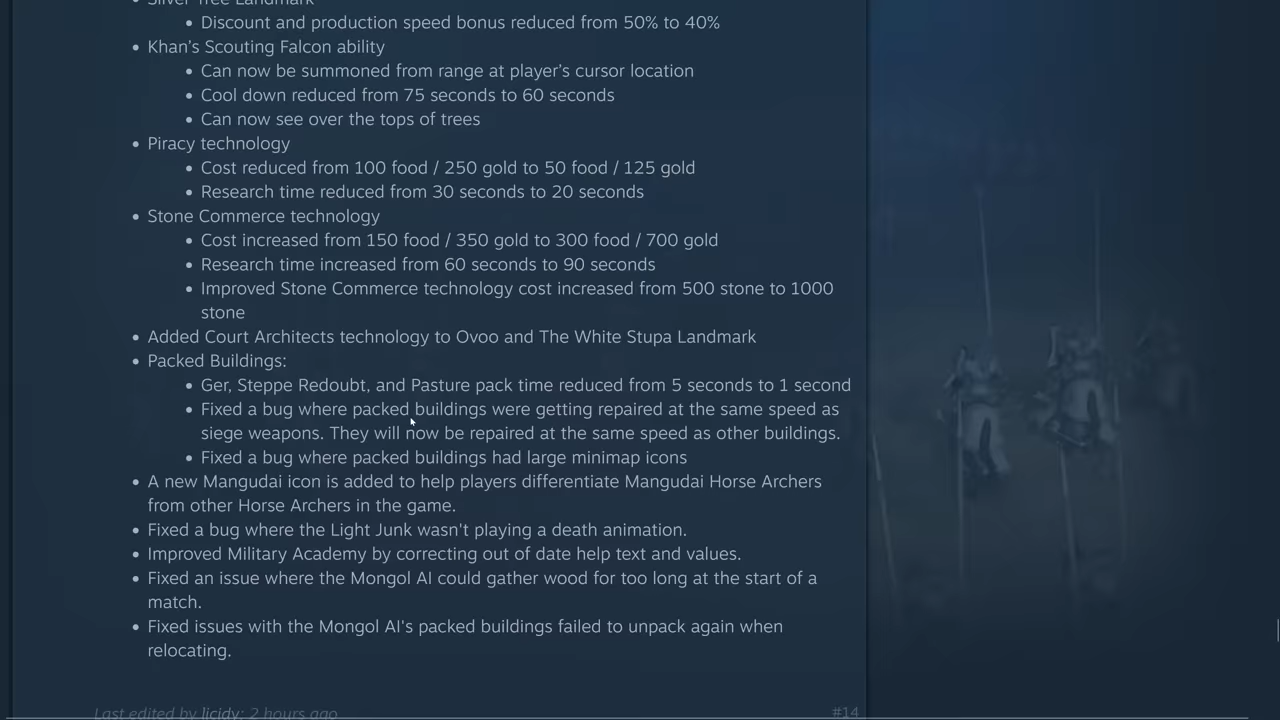 Silver Tree Landmark
Discount and production speed bonus reduced from 50% to 40%
Khan's Scouting Falcon ability
Can now be summoned from range at player's cursor location
Cool down reduced from 75 seconds to 60 seconds
Can now see over the tops of trees
Piracy technology
Cost reduced from 100 food / 250 gold to 50 food / 125 gold
Research time reduced from 30 seconds to 20 seconds
Stone Commerce technology
Cost increased from 150 food / 350 gold to 300 food / 700 gold
Research time increased from 60 seconds to 90 seconds
Improved Stone Commerce technology cost increased from 500 stone to 1000
stone
Added Court Architects technology to Ovoo and The White Stupa Landmark
Packed Buildings:
Ger, Steppe Redoubt, and Pasture pack time reduced from 5 seconds to 1 second
Fixed a bug where packed buildings were getting repaired at the same speed as
siege weapons. They will now be repaired at the same speed as other buildings.
Fixed a bug where packed buildings had large minimap icons
A new Mangudai icon is added to help players differentiate Mangudai Horse Archers
from other Horse Archers in the game.
Fixed a bug where the Light Junk wasn't playing a death animation.
Improved Military Academy by correcting out of date help text and values.
Fixed an issue where the Mongol AI could gather wood for too long at the start of a
match.
Fixed issues with the Mongol AI's packed buildings failed to unpack again when
relocating.
Last edited by licidy; 2 hours ago #14